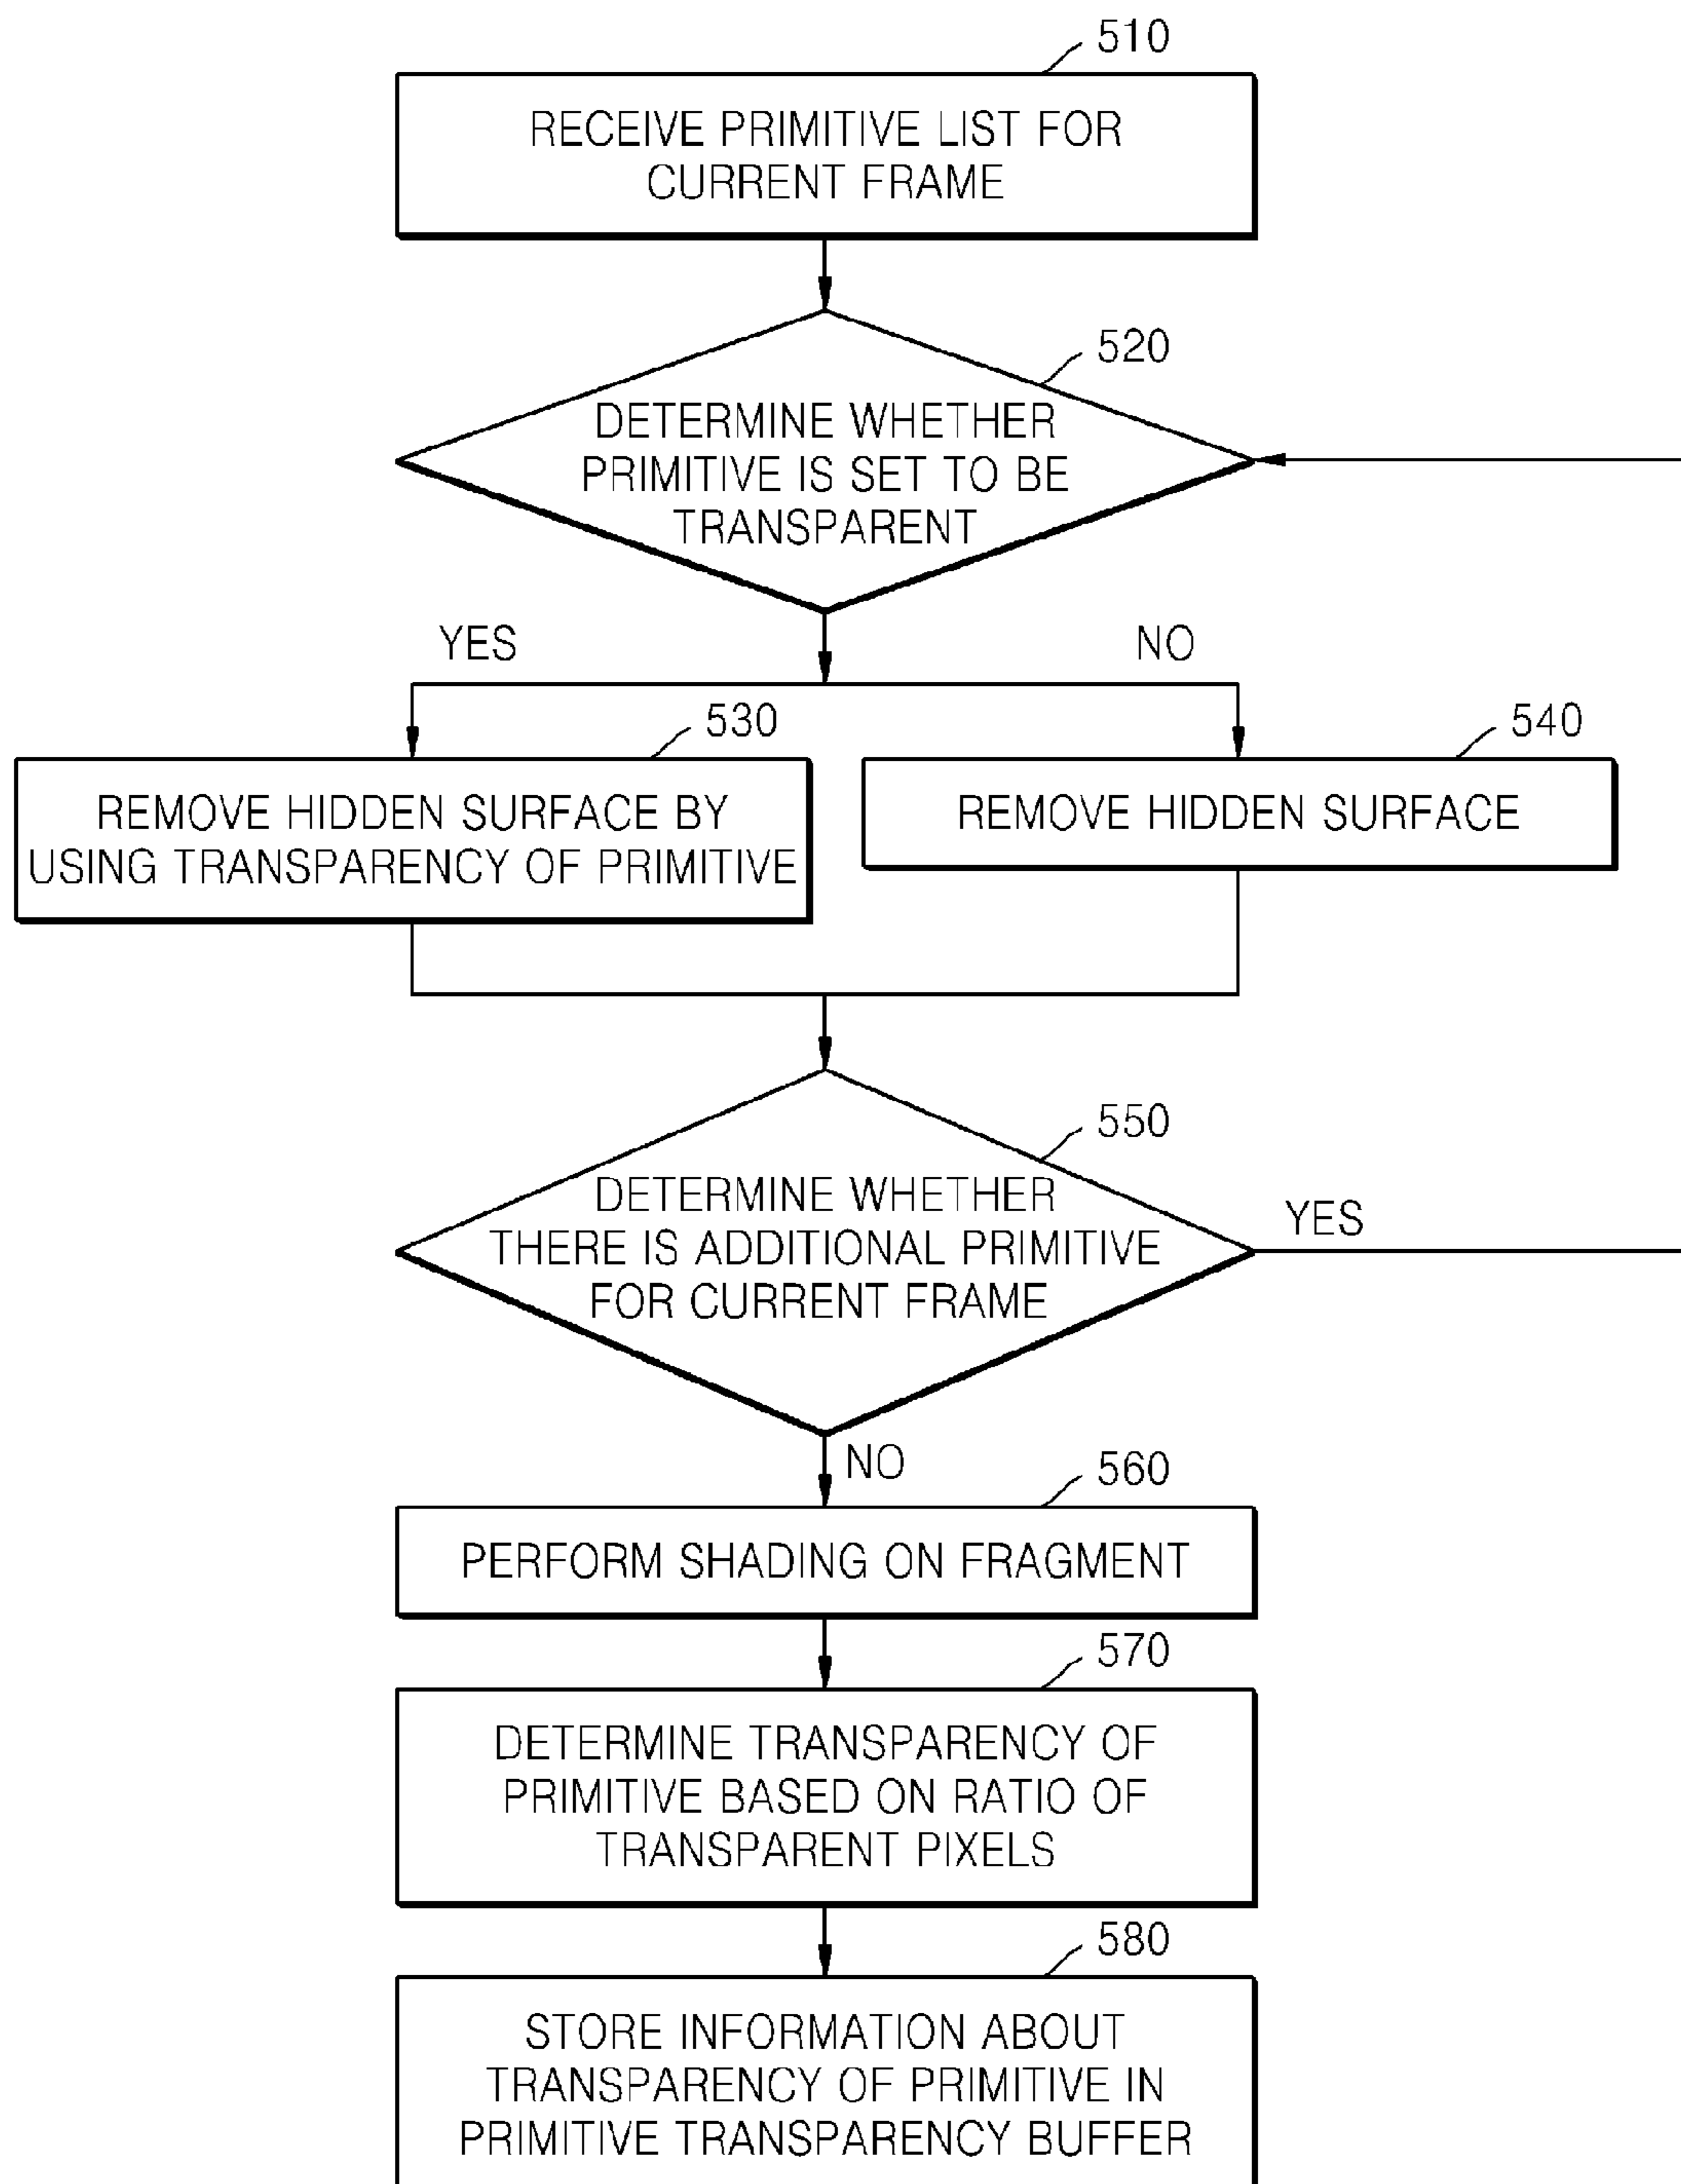 510
RECEIVE PRIMITIVE LIST FOR
CURRENT FRAME
520
DETERMINE WHETHER
PRIMITIVE IS SET TO BE
TRANSPARENT
YES
NO
530
REMOVE HIDDEN SURFACE BY
USING TRANSPARENCY OF PRIMITIVE
540
REMOVE HIDDEN SURFACE
550
DETERMINE WHETHER
THERE IS ADDITIONAL PRIMITIVE
FOR CURRENT FRAME
YES
NO
560
PERFORM SHADING ON FRAGMENT
570
DETERMINE TRANSPARENCY OF
PRIMITIVE BASED ON RATIO OF
TRANSPARENT PIXELS
580
STORE INFORMATION ABOUT
TRANSPARENCY OF PRIMITIVE IN
PRIMITIVE TRANSPARENCY BUFFER